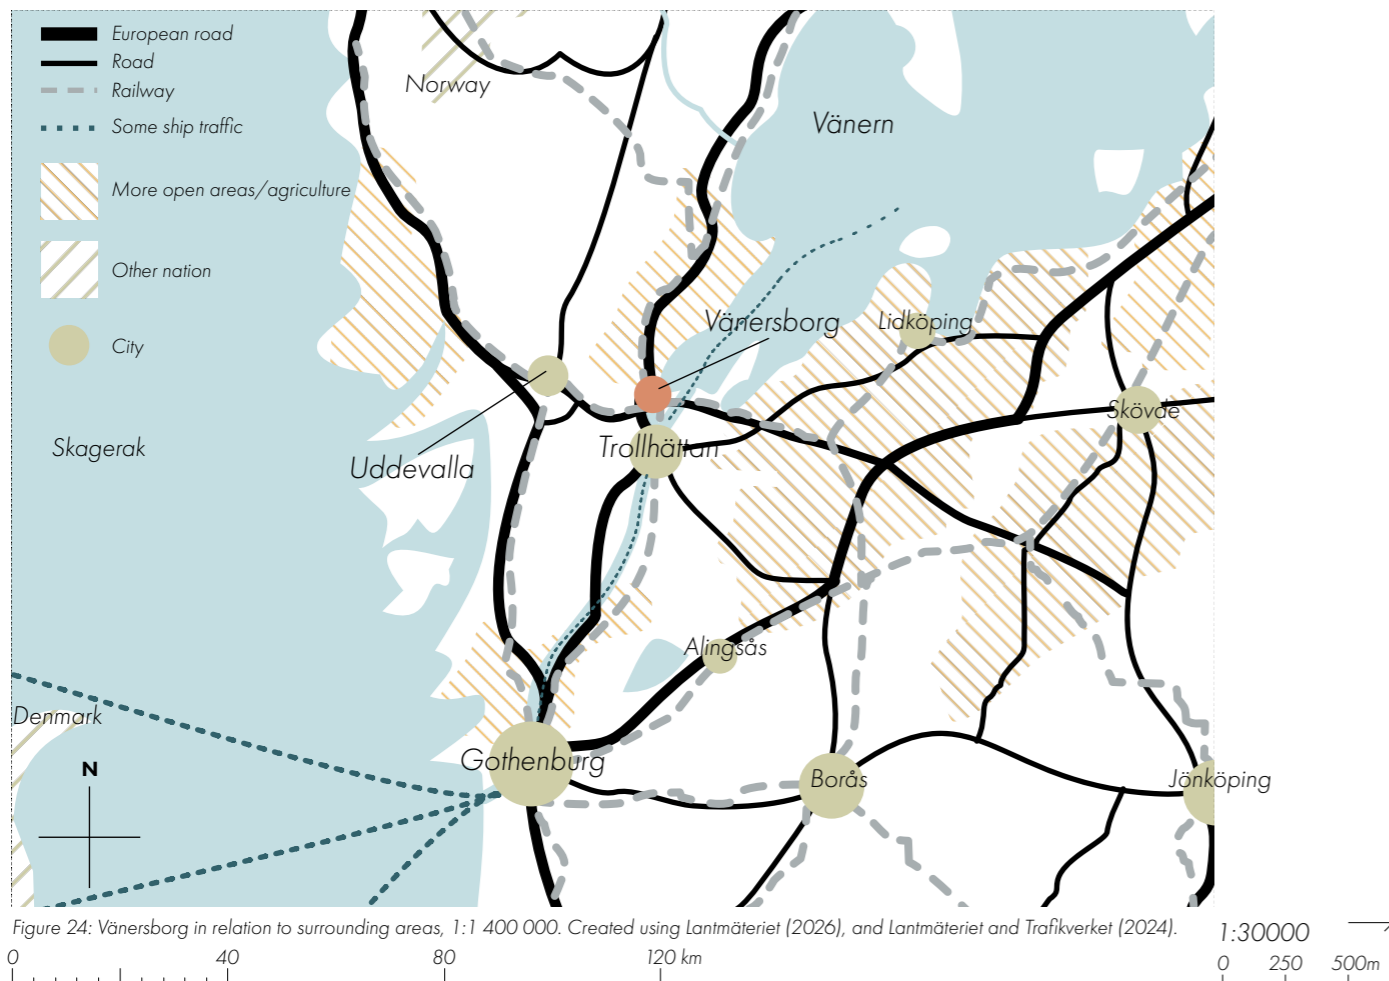 European road
Road
Railway
Some ship traffic
More open areas/agriculture
Other nation
City
Norway
Vänern
Vänersborg
Lidköping
Skövde
Skagerak
Uddevalla
Trollhättan
Alingsås
Denmark
N
Gothenburg
Borås
Jönköping
Figure 24: Vänersborg in relation to surrounding areas, 1:1 400 000. Created using Lantmäteriet (2026), and Lantmäteriet and Trafikverket (2024).
1:30000
0 40 80 120 km
0 250 500m